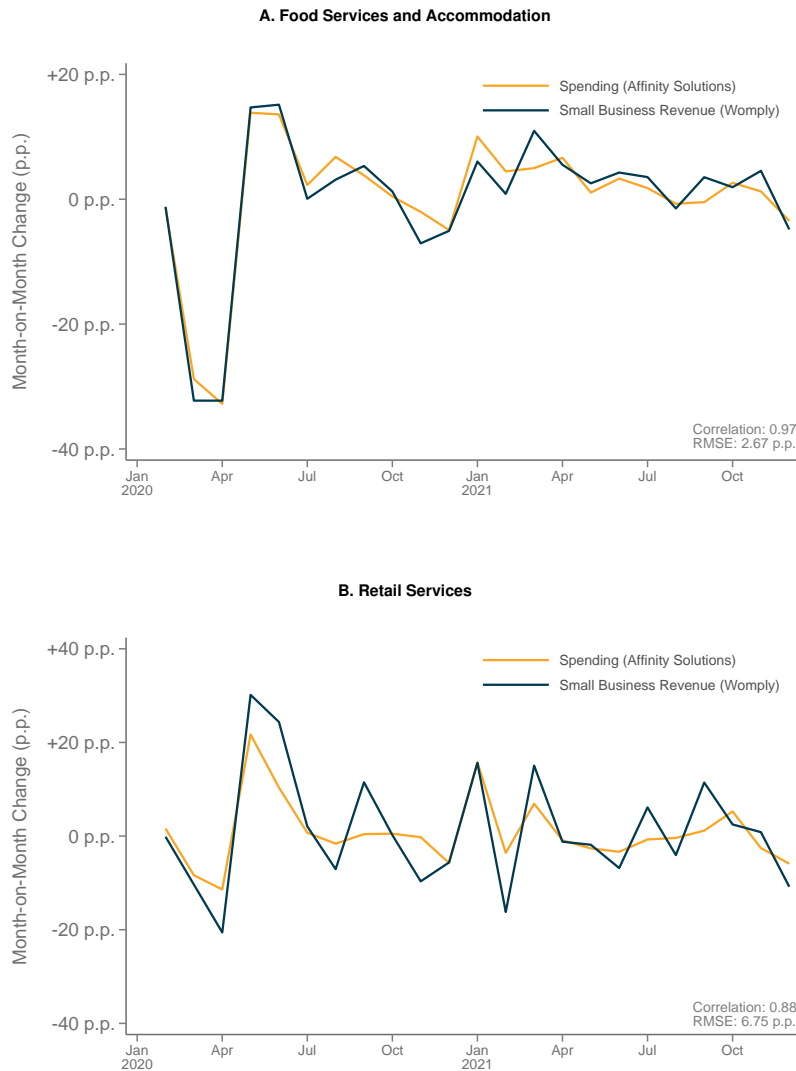 A. Food Services and Accommodation
+20 p.p.
0 p.p.
-20 p.p.
-40 p.p.
Month-on-Month Change (p.p.)
Spending (Affinity Solutions)
Small Business Revenue (Womply)
Correlation: 0.97
RMSE: 2.67 p.p.
Jan
2020
Apr
Jul
Oct
Jan
2021
Apr
Jul
Oct
B. Retail Services
+40 p.p.
+20 p.p.
0 p.p.
-20 p.p.
-40 p.p.
Month-on-Month Change (p.p.)
Spending (Affinity Solutions)
Small Business Revenue (Womply)
Correlation: 0.88
RMSE: 6.75 p.p.
Jan
2020
Apr
Jul
Oct
Jan
2021
Apr
Jul
Oct